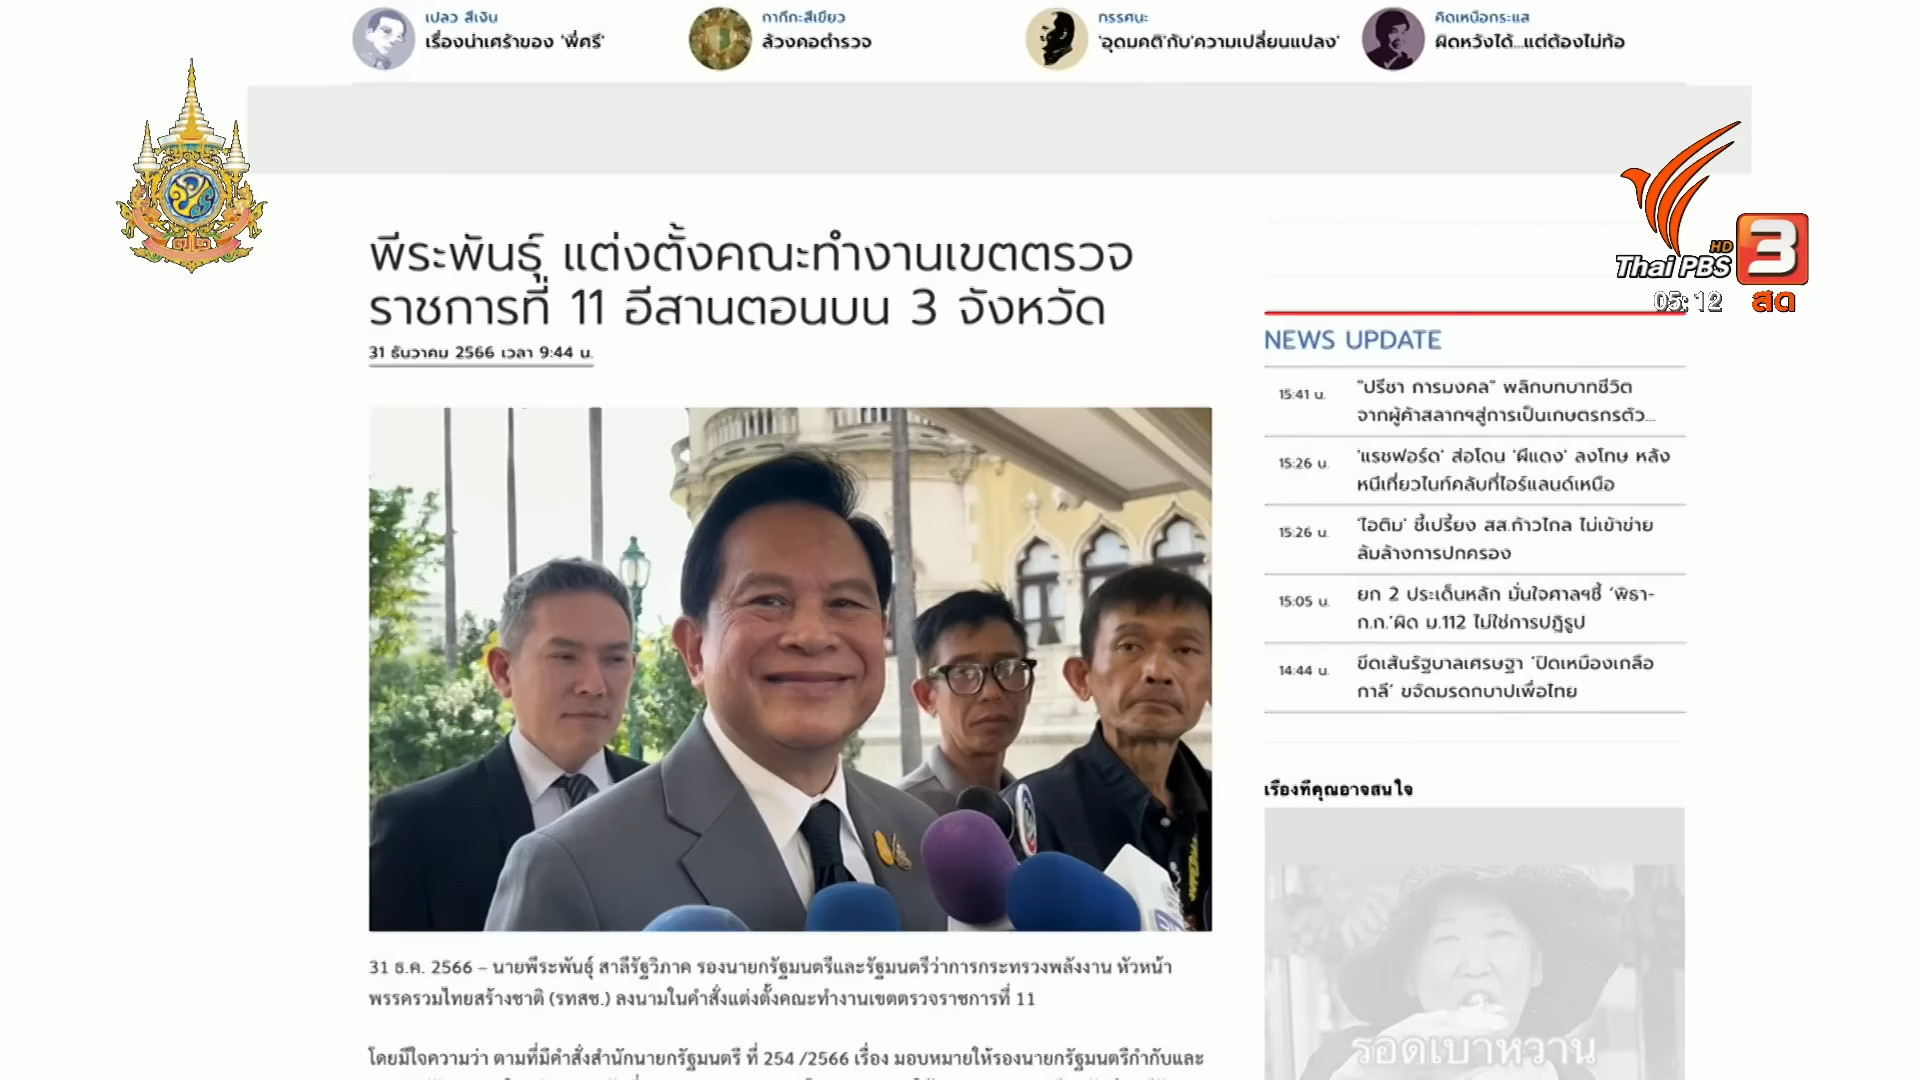 เปลว สีเงิน
เรื่องน่าเศร้าของ 'พี่ศรี'
กากีกะสีเขียว
ล้วงคอตำรวจ
กรรศนะ
'อุดมคติ'กับ'ความเปลี่ยนแปลง'
คิดเหนือกระแส
ผิดหวังได้...แต่ต้องไม่ท้อ
HD
Thai PBS 3
05:12 สด
พีระพันธุ์ แต่งตั้งคณะทำงานเขตตรวจ
ราชการที่ 11 อีสานตอนบน 3 จังหวัด
31 ธันวาคม 2566 เวลา 9:44 น.
NEWS UPDATE
15:41 น.
"ปรีชา การมงคล" พลิกบทบาทชีวิต
จากผู้ค้าสลากฯสู่การเป็นเกษตรกรตัว...
15:26 น.
'แรชฟอร์ด' ส่อโดน 'ผีแดง' ลงโทษ หลัง
หนีเที่ยวไนท์คลับที่ไอร์แลนด์เหนือ
15:26 น.
'ไอติม' ชี้เปรี้ยง สส.ก้าวไกล ไม่เข้าข่าย
ล้มล้างการปกครอง
15:05 น.
ยก 2 ประเด็นหลัก มั่นใจศาลฯชี้ 'พิธา-
ก.ก.'ผิด ม.112 ไม่ใช่การปฏิรูป
14:44 น.
ขีดเส้นรัฐบาลเศรษฐา 'ปิดเหมืองเกลือ
กาลี' ขจัดมรดกบาปเพื่อไทย
เรื่องที่คุณอาจสนใจ
รอดเบาหวาน
31 ธ.ค. 2566 – นายพีระพันธุ์ สาลีรัฐวิภาค รองนายกรัฐมนตรีและรัฐมนตรีว่าการกระทรวงพลังงาน หัวหน้า
พรรครวมไทยสร้างชาติ (รทสช.) ลงนามในคำสั่งแต่งตั้งคณะทำงานเขตตรวจราชการที่ 11
โดยมีใจความว่า ตามที่มีคำสั่งสำนักนายกรัฐมนตรี ที่ 254 /2566 เรื่อง มอบหมายให้รองนายกรัฐมนตรีกำกับและ